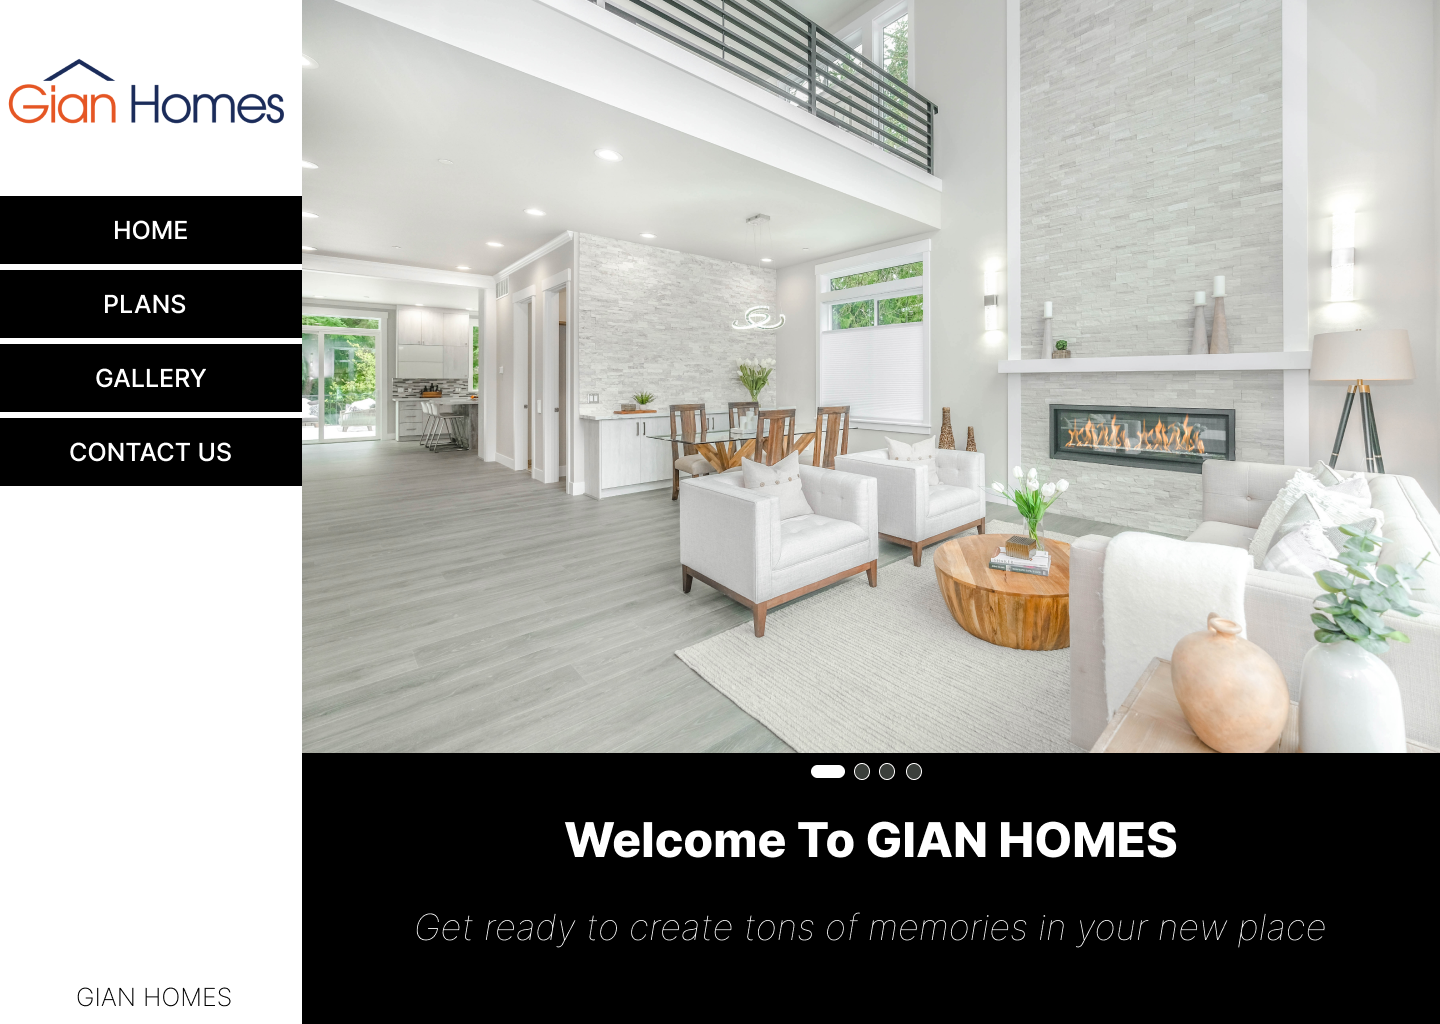 Gian Homes
HOME
PLANS
GALLERY
CONTACT US
Welcome To GIAN HOMES
Get ready to create tons of memories in your new place
GIAN HOMES